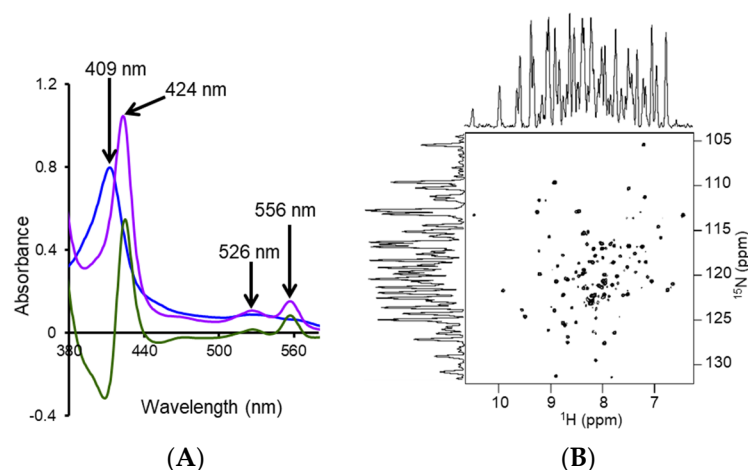 409 nm
424 nm
556 nm
526 nm
1.2
0.8
0.4
0
-0.4
Absorbance
380 440 500 560
Wavelength (nm)
(A)
105
110
115
120
125
130
15N (ppm)
10 9 8 7
1H (ppm)
(B)